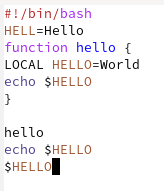 #!/bin/bash
HELL=Hello
function hello {
LOCAL HELLO=World
echo $HELLO
}
hello
echo $HELLO
$HELLO